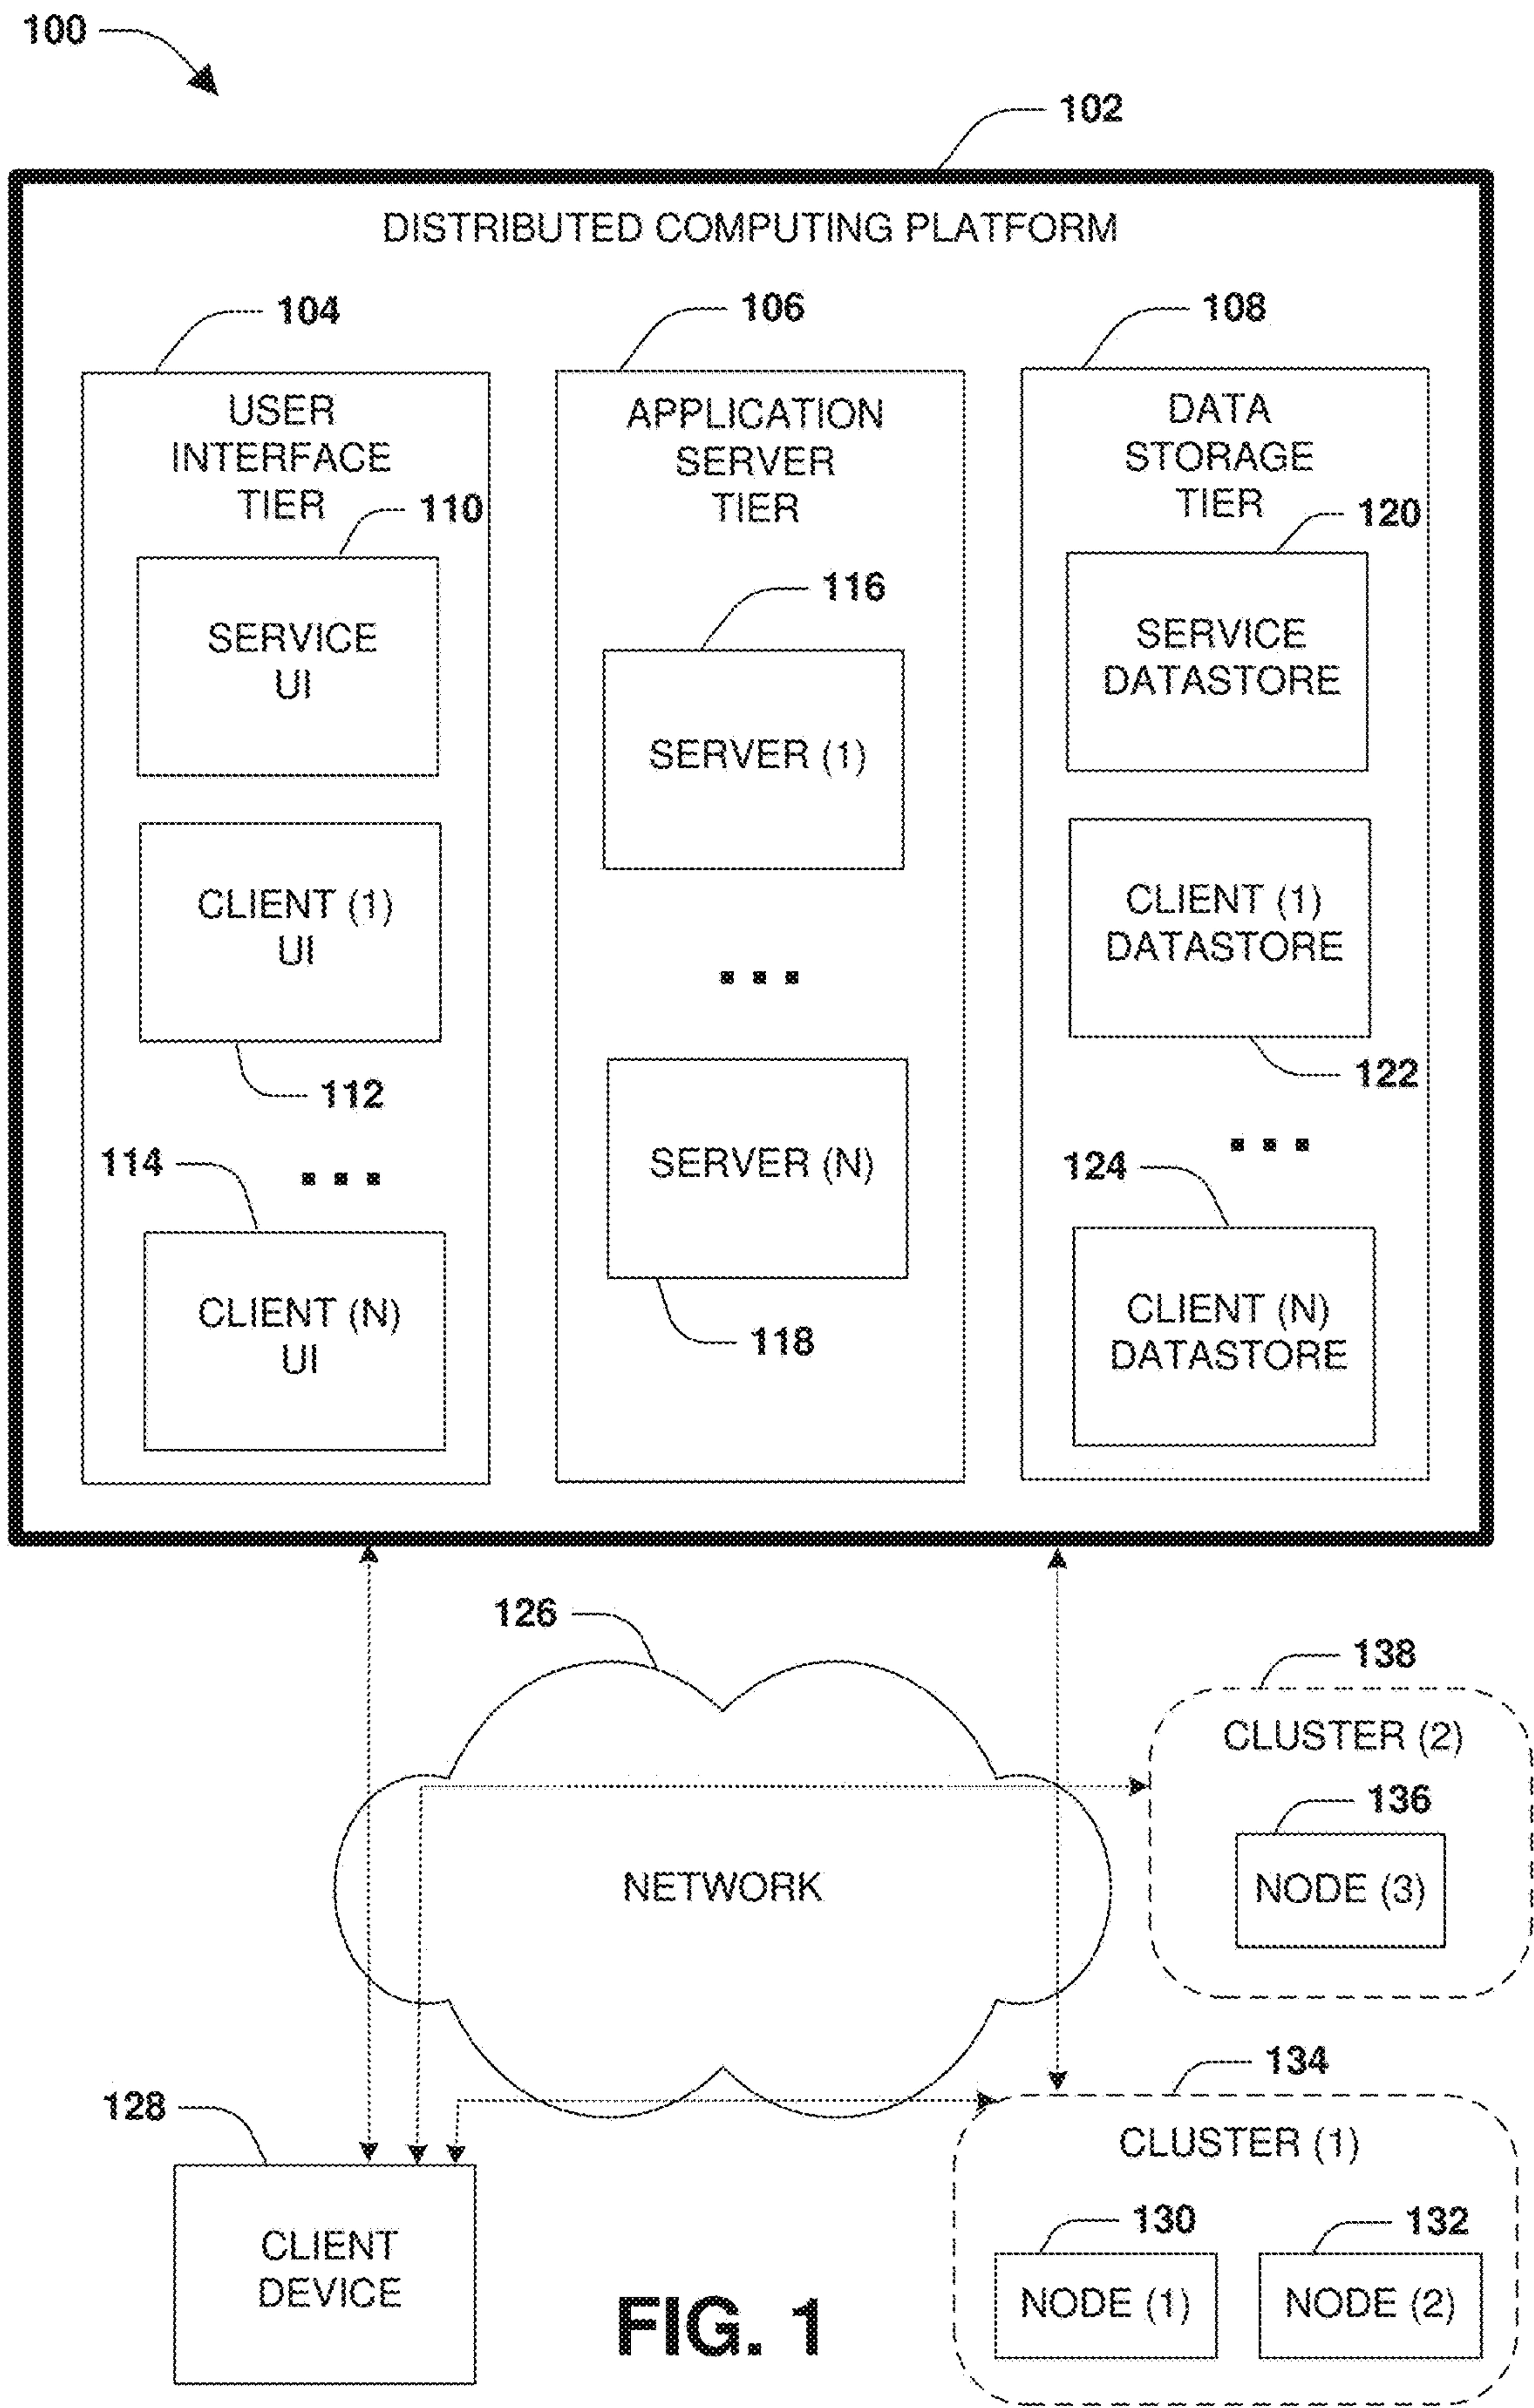 100
102
DISTRIBUTED COMPUTING PLATFORM
104
USER
INTERFACE
TIER
110
SERVICE
UI
CLIENT (1)
UI
112
...
114
CLIENT (N)
UI
106
APPLICATION
SERVER
TIER
116
SERVER (1)
...
SERVER (N)
118
108
DATA
STORAGE
TIER
120
SERVICE
DATASTORE
CLIENT (1)
DATASTORE
122
...
124
CLIENT (N)
DATASTORE
126
NETWORK
138
CLUSTER (2)
136
NODE (3)
128
CLIENT
DEVICE
134
CLUSTER (1)
130
NODE (1)
132
NODE (2)
FIG. 1